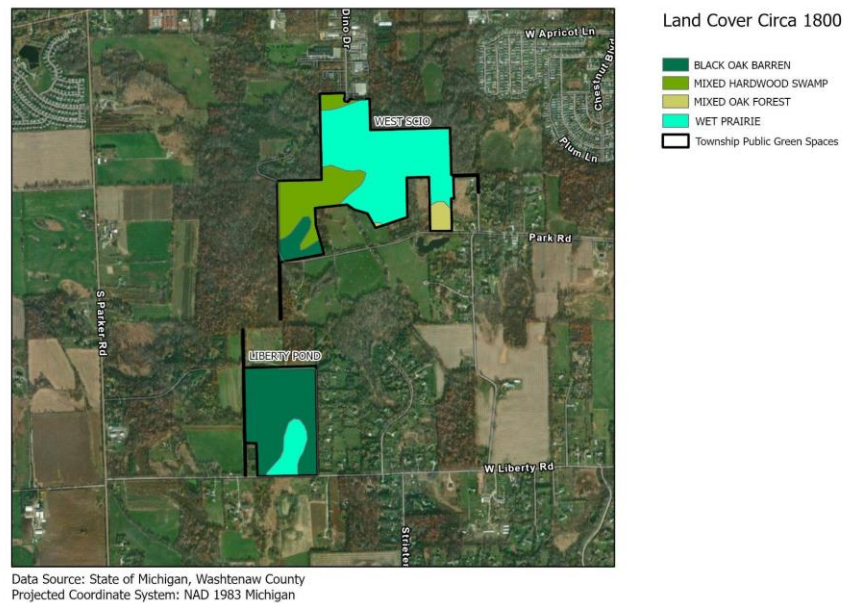 Land Cover Circa 1800
BLACK OAK BARREN
MIXED HARDWOOD SWAMP
MIXED OAK FOREST
WET PRAIRIE
Township Public Green Spaces
Dino Dr
W Apricot Ln
Chestnut Blvd
Plum Ln
WEST SCIO
Park Rd
S Parker Rd
LIBERTY POND
W Liberty Rd
Strieter
Data Source: State of Michigan, Washtenaw County
Projected Coordinate System: NAD 1983 Michigan